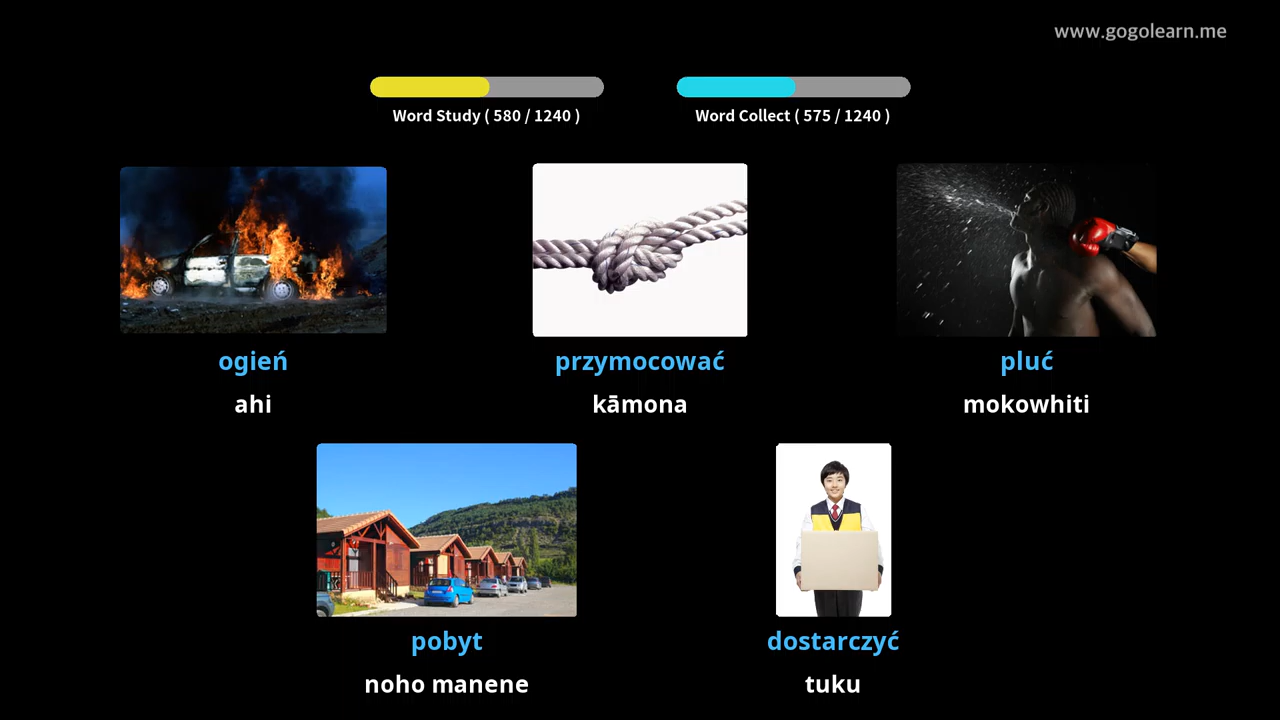 www.gogolearn.me
Word Study ( 580 / 1240 )
Word Collect ( 575 / 1240 )
ogień
przymocować
pluć
ahi
kāmona
mokowhiti
pobyt
dostarczyć
noho manene
tuku